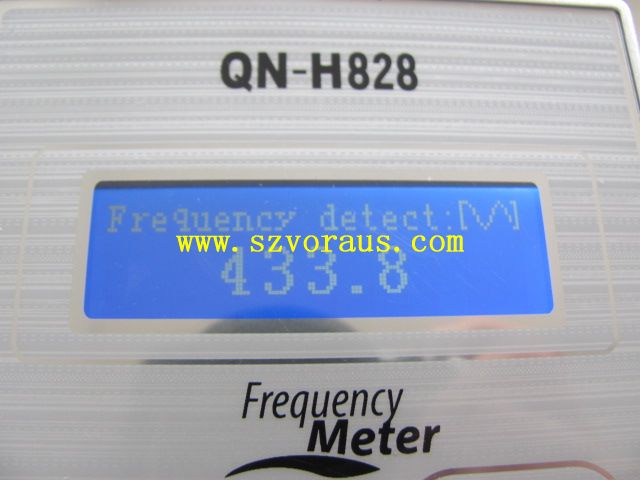 QN-H828
Frequency detect:[
www.szvoraus.com
433.8
Frequency
Meter